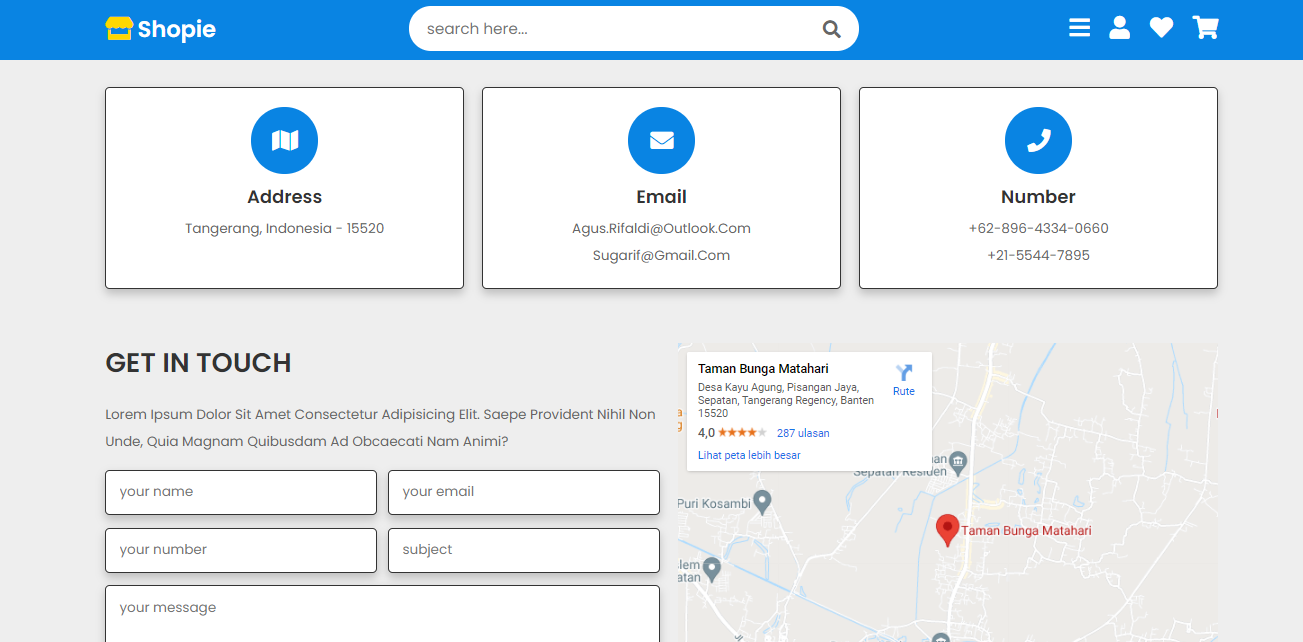 Shopie
search here...
Address
Tangerang, Indonesia - 15520
Email
Agus.Rifaldi@Outlook.Com
Sugarif@Gmail.Com
Number
+62-896-4334-0660
+21-5544-7895
GET IN TOUCH
Lorem Ipsum Dolor Sit Amet Consectetur Adipisicing Elit. Saepe Provident Nihil Non
Unde, Quia Magnam Quibusdam Ad Obcaecati Nam Animi?
your name
your email
your number
subject
your message
Taman Bunga Matahari
Desa Kayu Agung, Pisangan Jaya,
Sepatan, Tangerang Regency, Banten
15520
Rute
4,0
287 ulasan
Lihat peta lebih besar
Sepatan Residen
Puri Kosambi
Taman Bunga Matahari